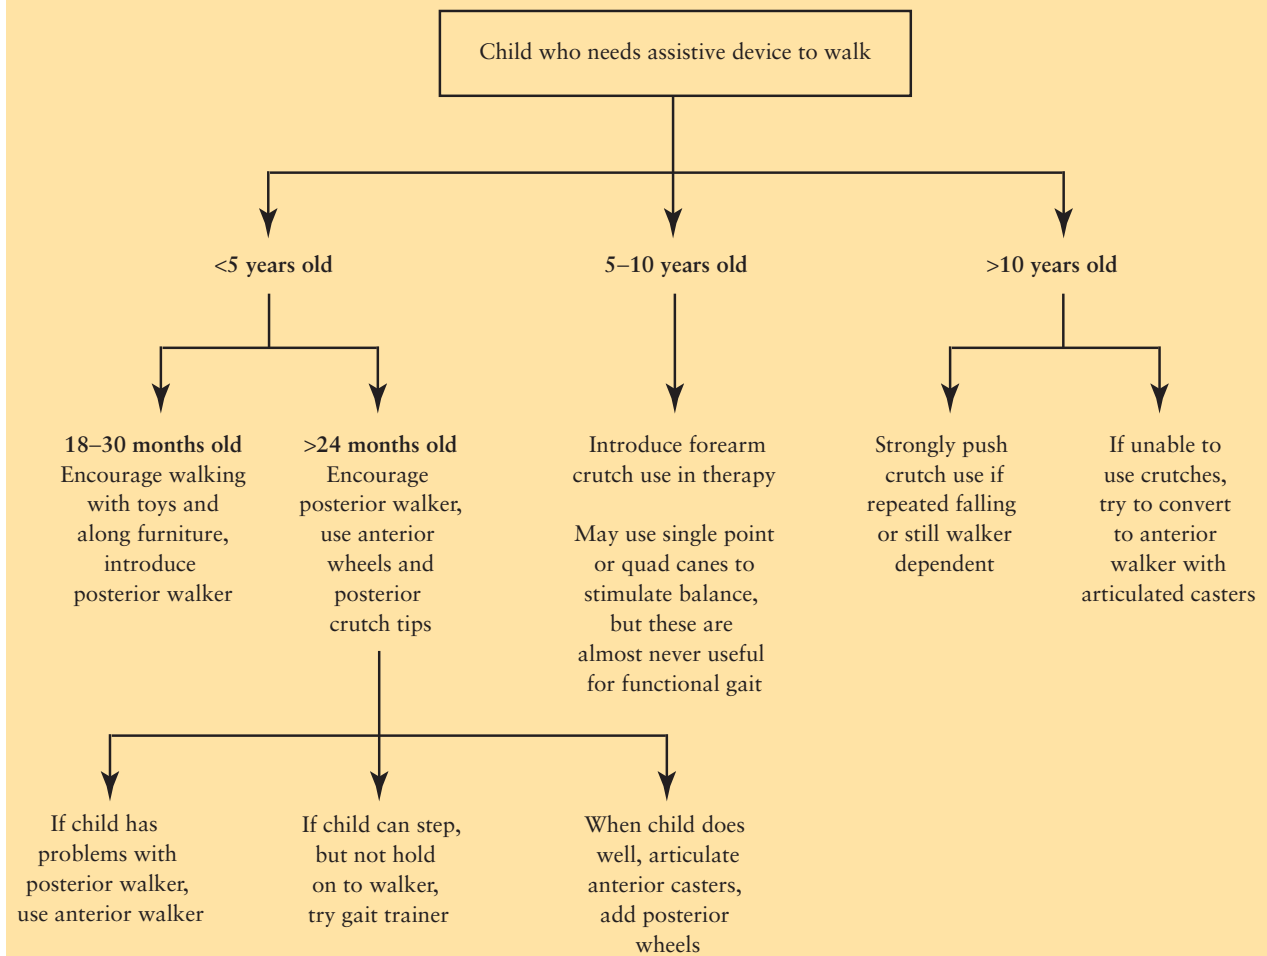 Child who needs assistive device to walk
<5 years old
5–10 years old
>10 years old
18–30 months old
Encourage walking
with toys and
along furniture,
introduce
posterior walker
>24 months old
Encourage
posterior walker,
use anterior
wheels and
posterior
crutch tips
Introduce forearm
crutch use in therapy
May use single point
or quad canes to
stimulate balance,
but these are
almost never useful
for functional gait
Strongly push
crutch use if
repeated falling
or still walker
dependent
If unable to
use crutches,
try to convert
to anterior
walker with
articulated casters
If child has
problems with
posterior walker,
use anterior walker
If child can step,
but not hold
on to walker,
try gait trainer
When child does
well, articulate
anterior casters,
add posterior
wheels